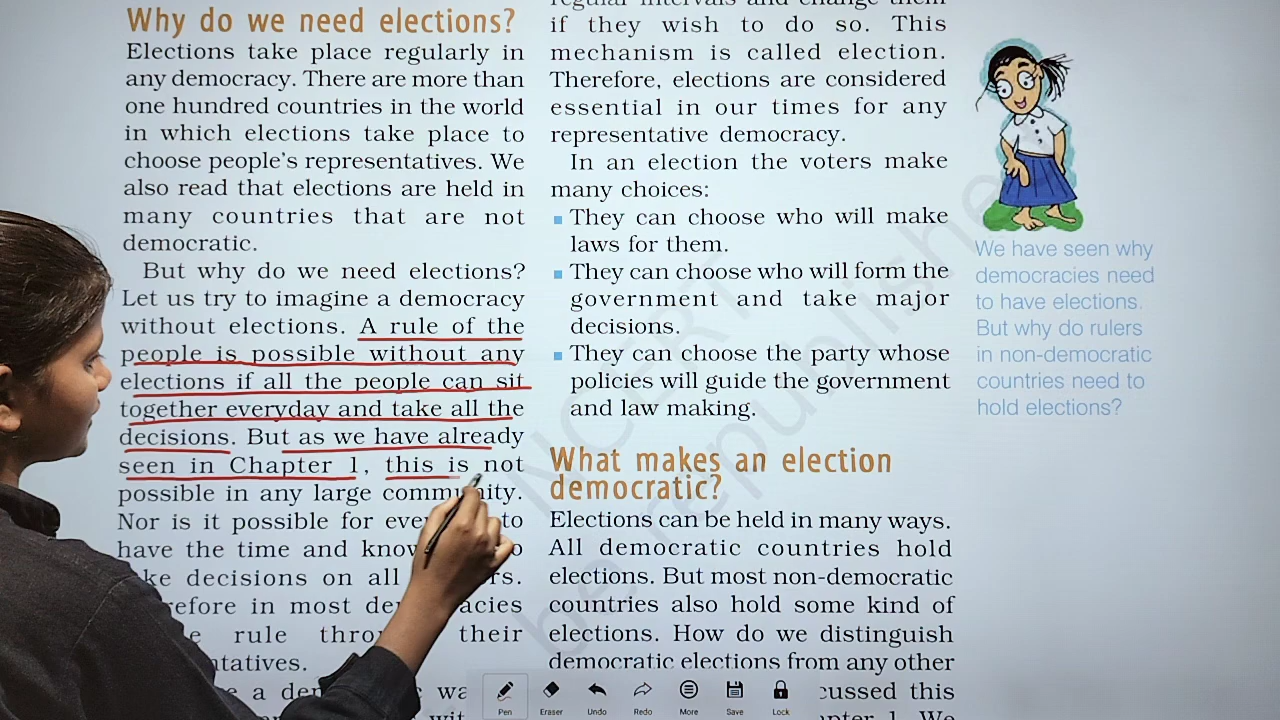 Why do we need elections?
Elections take place regularly in
any democracy. There are more than
one hundred countries in the world
in which elections take place to
choose people's representatives. We
also read that elections are held in
many countries that are not
democratic.
But why do we need elections?
Let us try to imagine a democracy
without elections. A rule of the
people is possible without any
elections if all the people can sit
together everyday and take all the
decisions. But as we have already
seen in Chapter 1, this is not
possible in any large community.
Nor is it possible for to
have the time and
decisions on all
in most
rule their
a
regular intervals and change them
if they wish to do so. This
mechanism is called election.
Therefore, elections are considered
essential in our times for any
representative democracy.
In an election the voters make
many choices:
They can choose who will make
laws for them.
They can choose who will form the
government and take major
decisions.
They can choose the party whose
policies will guide the government
and law making.
What makes an election
democratic?
Elections can be held in many ways.
All democratic countries hold
elections. But most non-democratic
countries also hold some kind of
elections. How do we distinguish
democratic elections from any other
this
1. We
We have seen why
democracies need
to have elections.
But why do rulers
in non-democratic
countries need to
hold elections?
NCERT
be republished
Pen Eraser Undo Redo More Save Lock